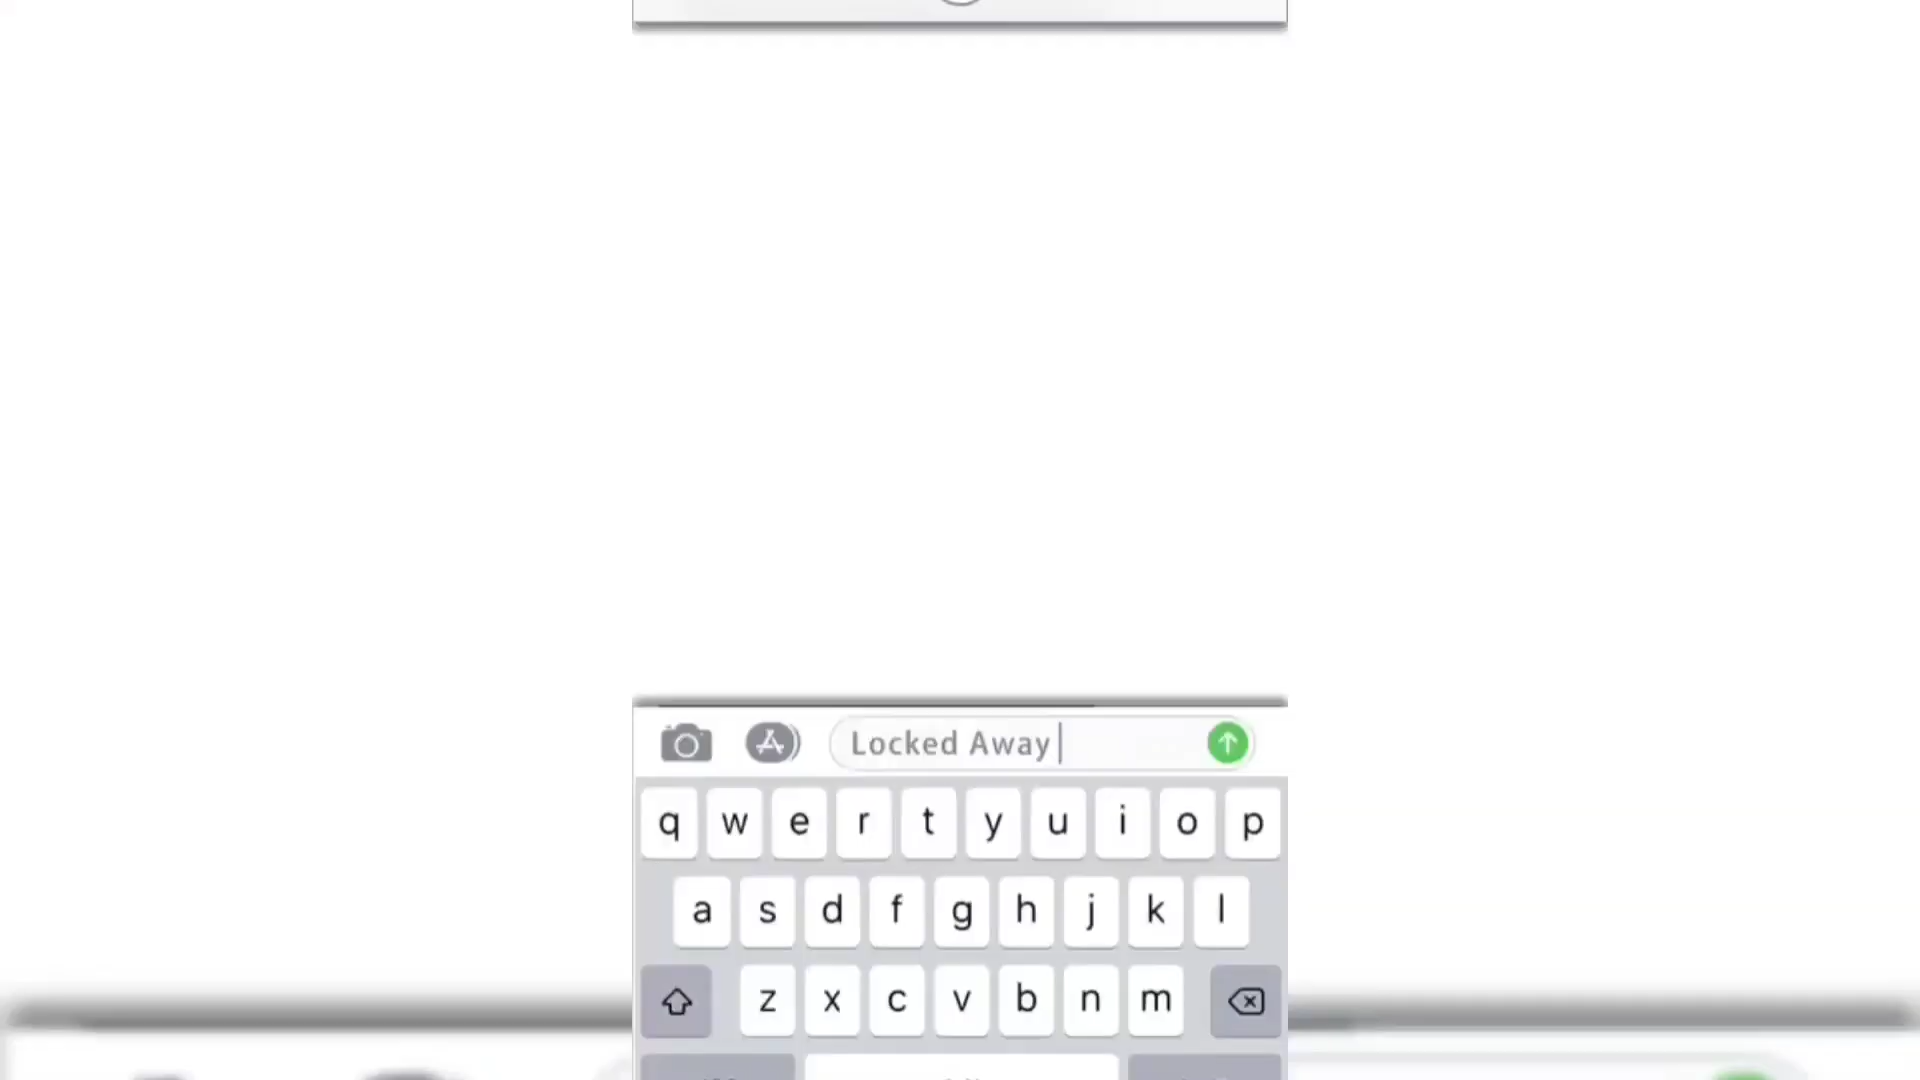 Locked Away
q w e r t y u i o p
a s d f g h j k l
z x c v b n m